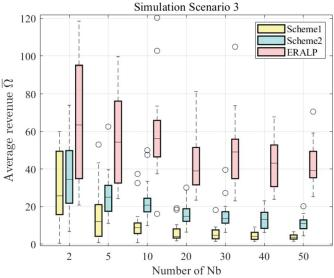 Simulation Scenario 3
Average revenue Ω̅
120
100
80
60
40
20
0
Scheme1
Scheme2
ERALP
2 5 10 20 30 40 50
Number of Nb